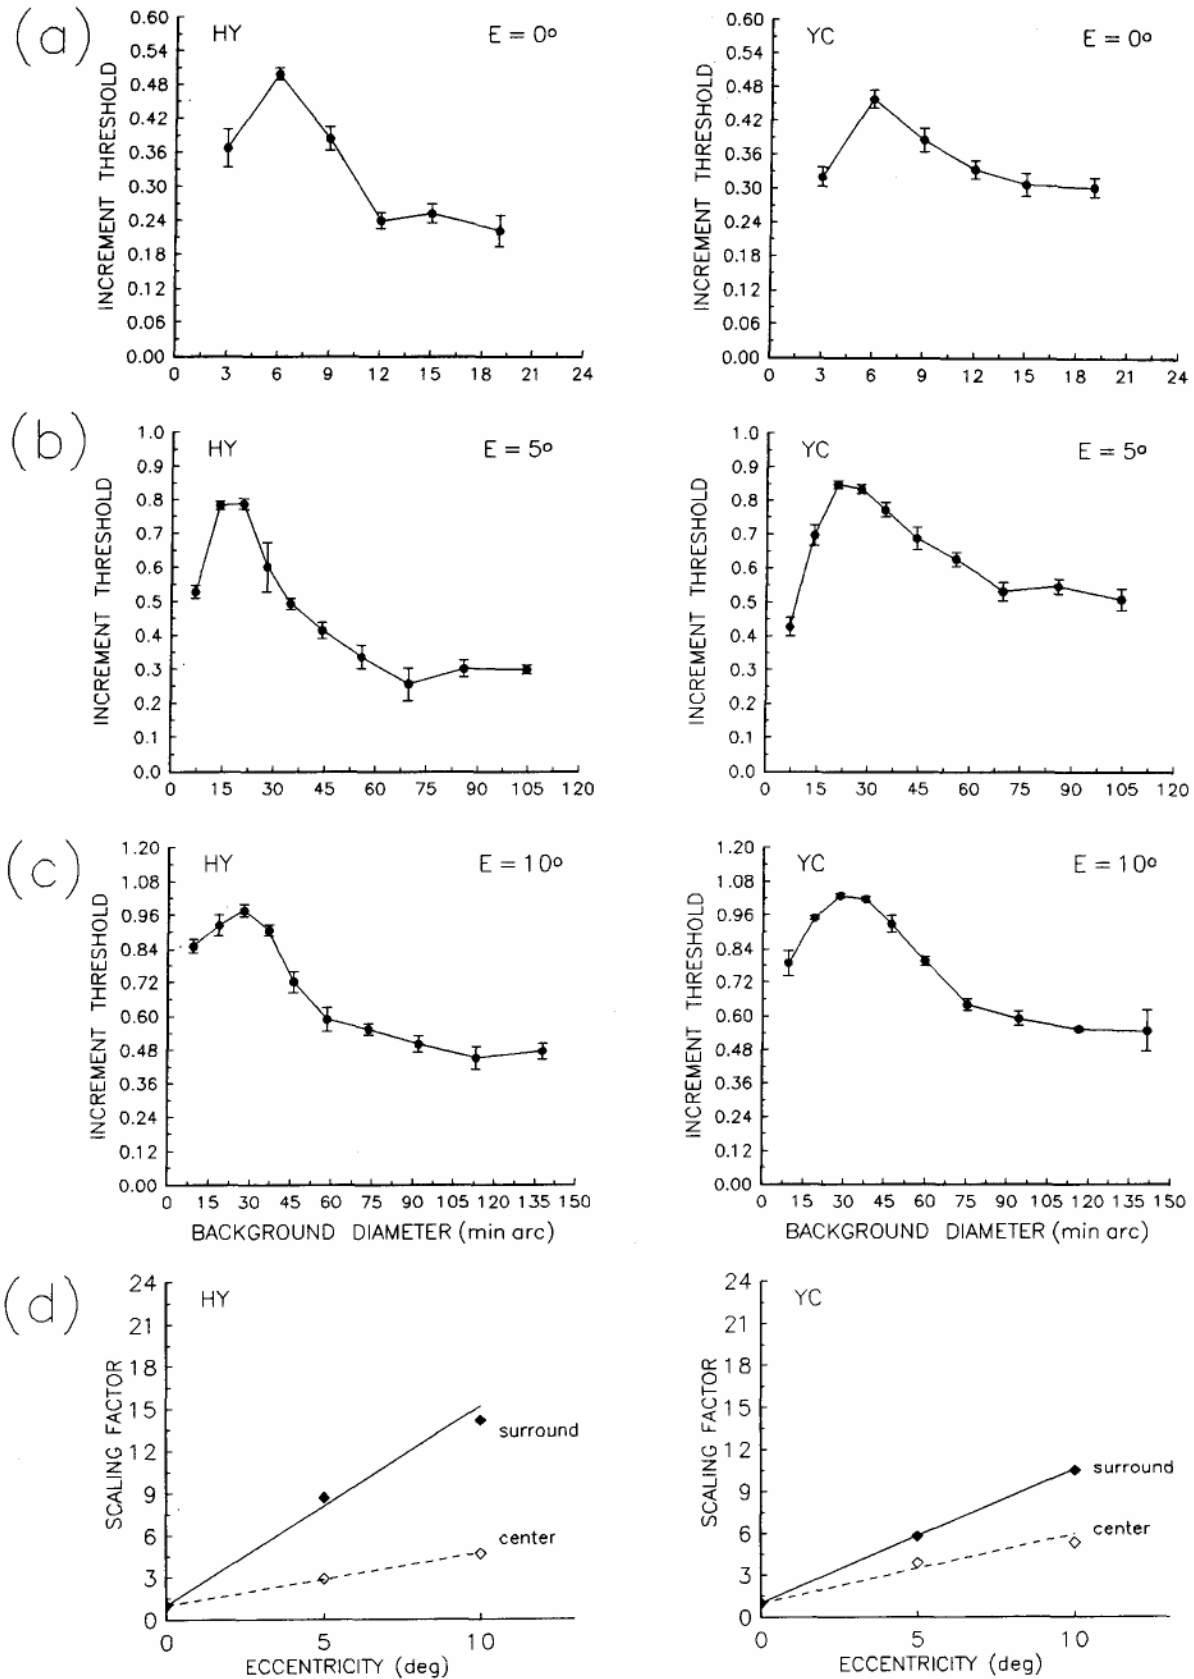 (a)
HY E = 0°
INCREMENT THRESHOLD
0.60
0.54
0.48
0.42
0.36
0.30
0.24
0.18
0.12
0.06
0.00
0 3 6 9 12 15 18 21 24
YC E = 0°
INCREMENT THRESHOLD
0.60
0.54
0.48
0.42
0.36
0.30
0.24
0.18
0.12
0.06
0.00
0 3 6 9 12 15 18 21 24
(b)
HY E = 5°
INCREMENT THRESHOLD
1.0
0.9
0.8
0.7
0.6
0.5
0.4
0.3
0.2
0.1
0.0
0 15 30 45 60 75 90 105 120
YC E = 5°
INCREMENT THRESHOLD
1.0
0.9
0.8
0.7
0.6
0.5
0.4
0.3
0.2
0.1
0.0
0 15 30 45 60 75 90 105 120
(c)
HY E = 10°
INCREMENT THRESHOLD
1.20
1.08
0.96
0.84
0.72
0.60
0.48
0.36
0.24
0.12
0.00
0 15 30 45 60 75 90 105 120 135 150
BACKGROUND DIAMETER (min arc)
YC E = 10°
INCREMENT THRESHOLD
1.20
1.08
0.96
0.84
0.72
0.60
0.48
0.36
0.24
0.12
0.00
0 15 30 45 60 75 90 105 120 135 150
BACKGROUND DIAMETER (min arc)
(d)
HY
SCALING FACTOR
24
21
18
15
12
9
6
3
0
surround
center
0 5 10
ECCENTRICITY (deg)
YC
SCALING FACTOR
24
21
18
15
12
9
6
3
0
surround
center
0 5 10
ECCENTRICITY (deg)